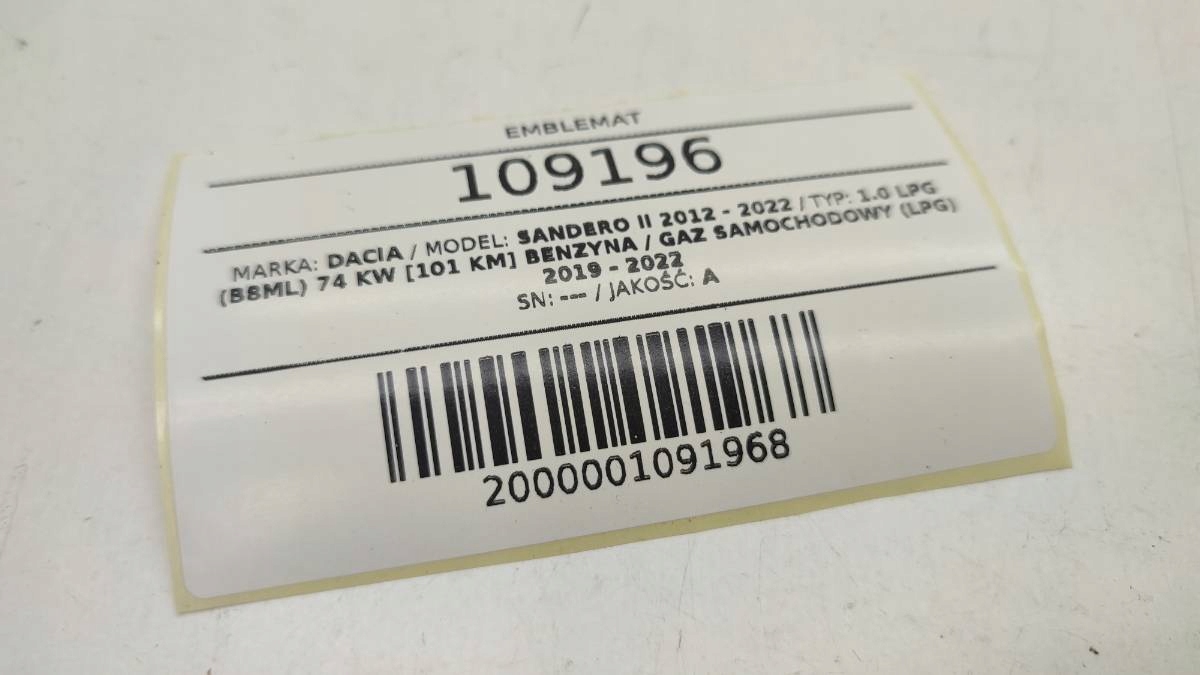 EMBLEMAT
109196
MARKA: DACIA / MODEL: SANDERO II 2012 - 2022 / TYP: 1.0 LPG
(B8ML) 74 KW [101 KM] BENZYNA / GAZ SAMOCHODOWY (LPG)
2019 - 2022
SN: --- / JAKOŚĆ: A
2000001091968